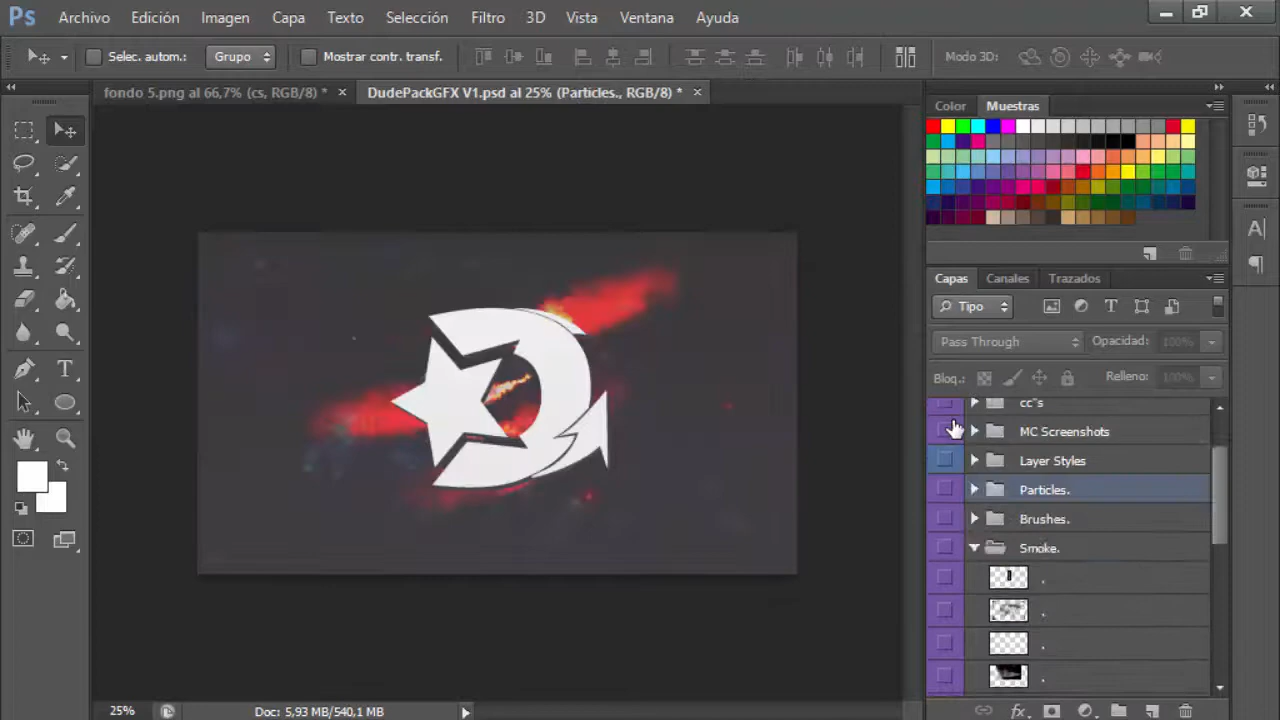 Ps Archivo Edición Imagen Capa Texto Selección Filtro 3D Vista Ventana Ayuda
Selec. autom.: Grupo Mostrar contr. transf. Modo 3D:
fondo 5.png al 66,7% (cs, RGB/8) * × DudePackGFX V1.psd al 25% (Particles., RGB/8) * ×
Color Muestras
Capas Canales Trazados
Tipo
Pass Through Opacidad: 100%
Bloq.: Relleno: 100%
cc"s
MC Screenshots
Layer Styles
Particles.
Brushes.
Smoke.
.
.
.
.
25% Doc: 5,93 MB/540,1 MB